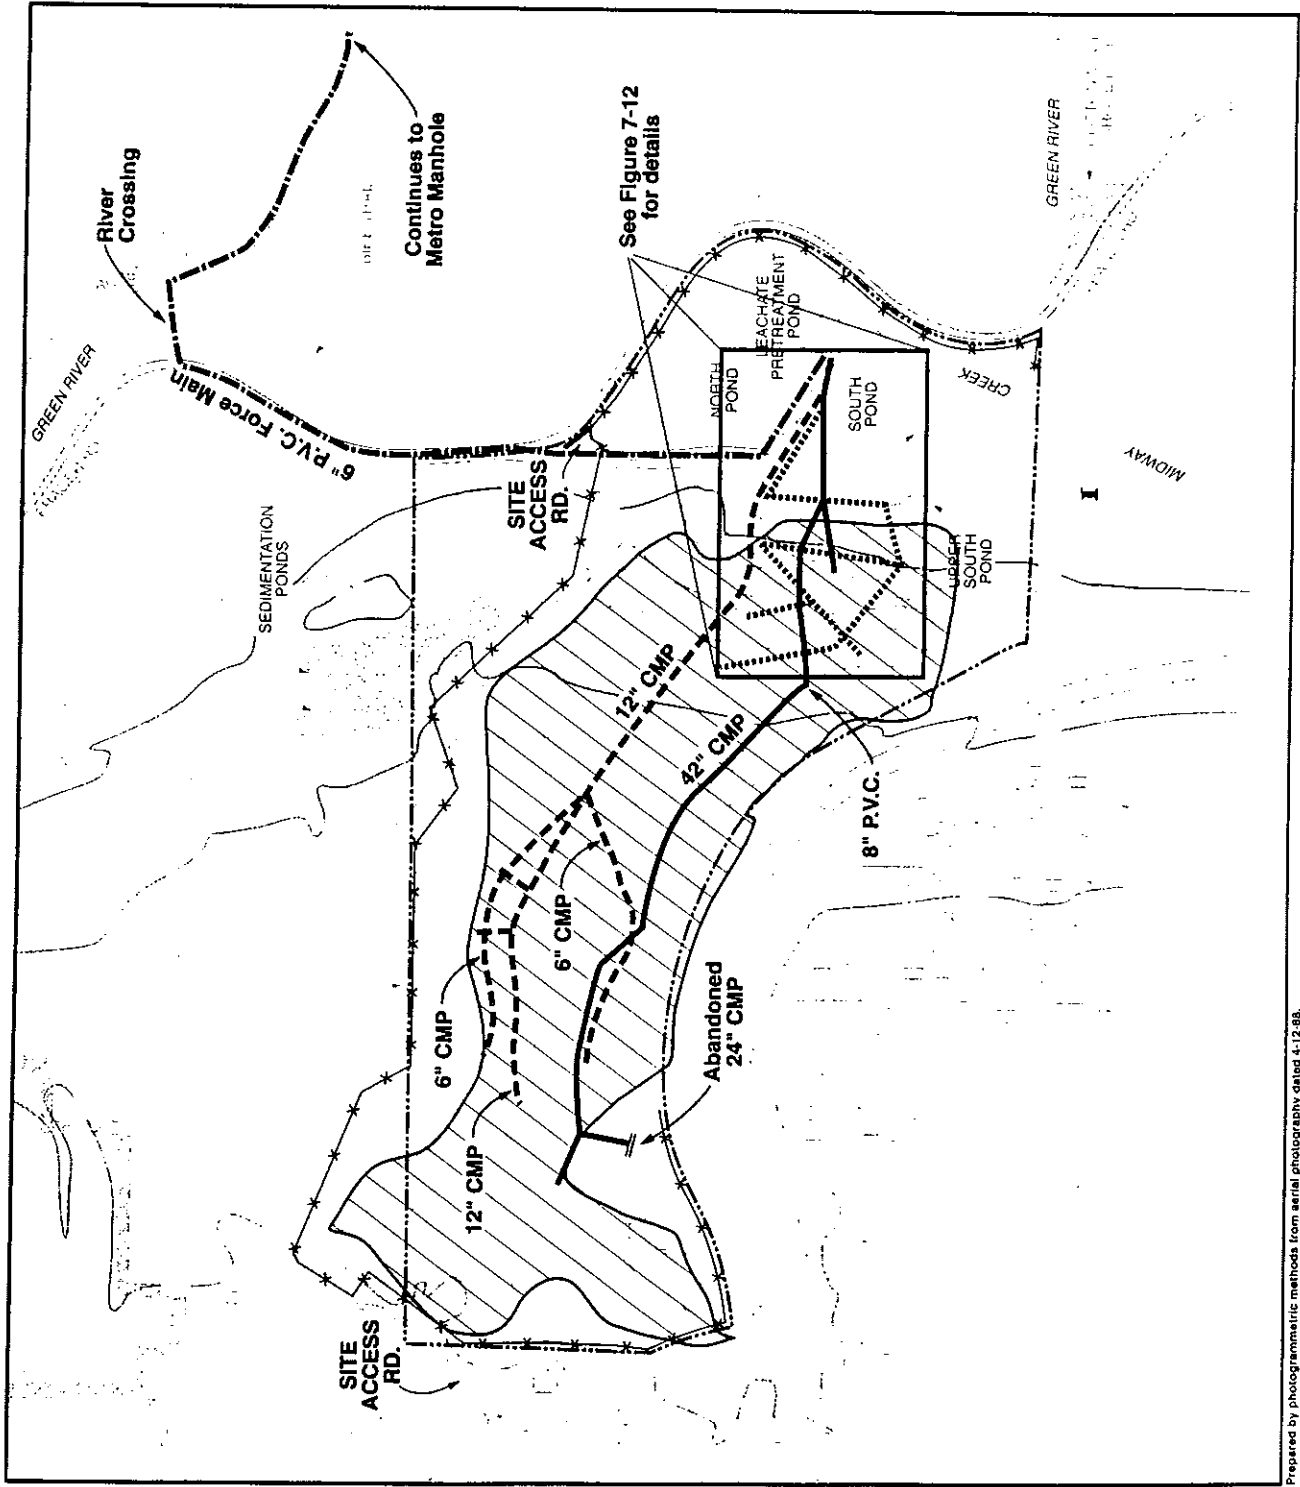 River
Crossing
Continues to
Metro Manhole
GREEN RIVER
6" P.V.C. Force Main
See Figure 7-12
for details
GREEN RIVER
SEDIMENTATION
PONDS
SITE
ACCESS
RD.
NORTH
POND
LEACHATE
PRETREATMENT
POND
SOUTH
POND
CREEK
MIDWAY
UPPER
SOUTH
POND
12" CMP
42" CMP
8" P.V.C.
6" CMP
6" CMP
12" CMP
Abandoned
24" CMP
SITE
ACCESS
RD.
Prepared by photogrammetric methods from aerial photography dated 4-12-88.